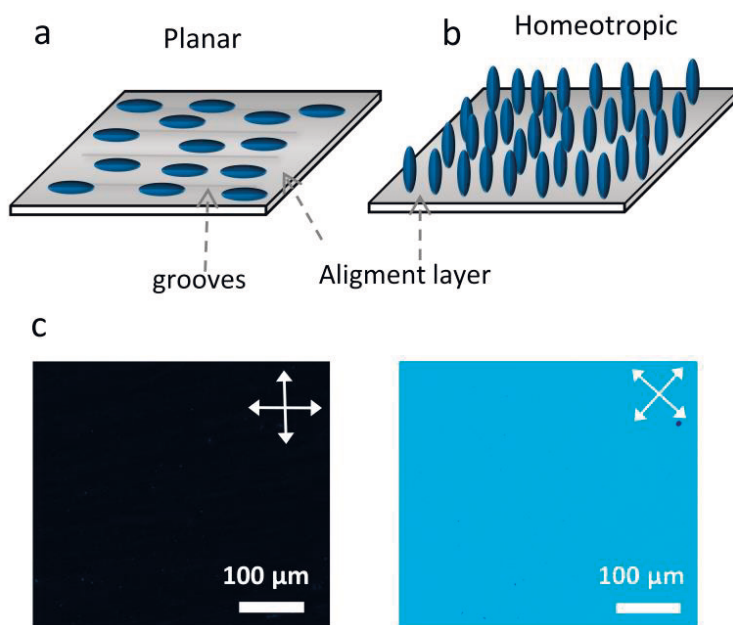 a
Planar
b
Homeotropic
grooves
Aligment layer
c
100 µm
100 µm